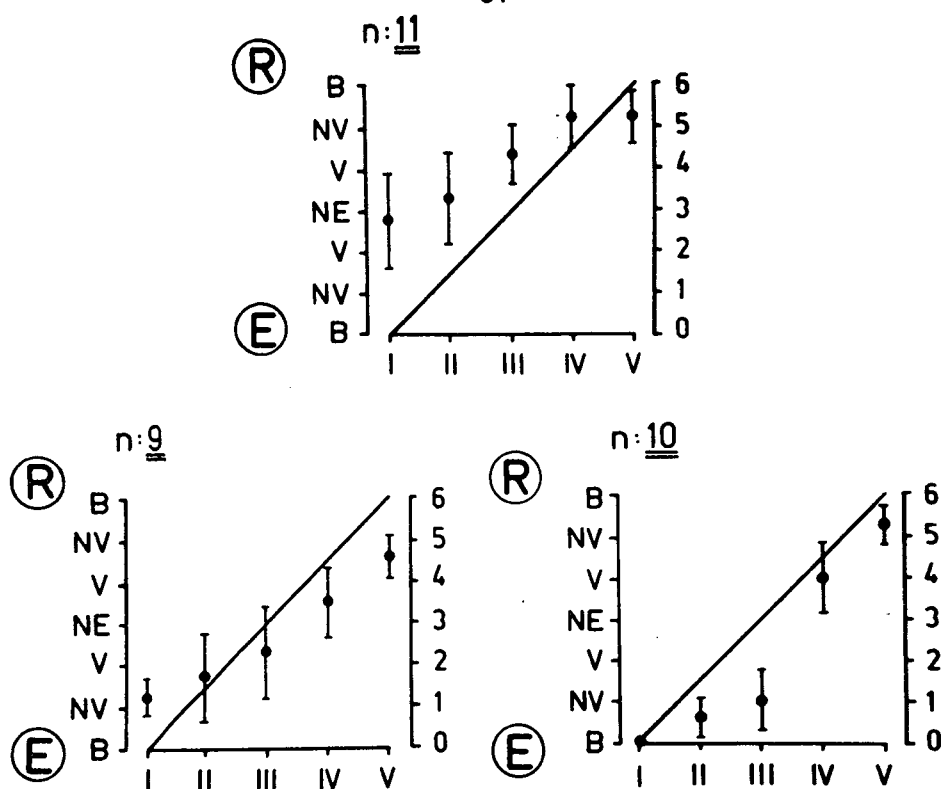 n:11
R
B 6
NV 5
V 4
NE 3
V 2
NV 1
E B 0
I II III IV V
n:9
R
B 6
NV 5
V 4
NE 3
V 2
NV 1
E B 0
I II III IV V
n:10
R
B 6
NV 5
V 4
NE 3
V 2
NV 1
E B 0
I II III IV V